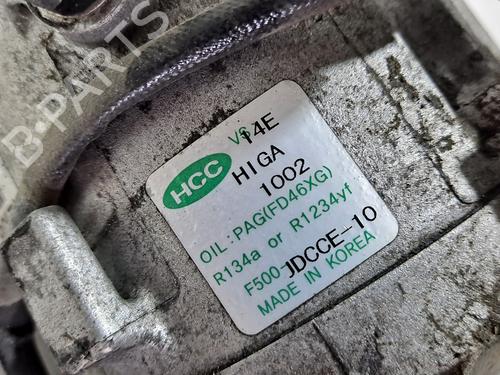 B-PARTS
HCC
VS14E
HIGA
1002
OIL:PAG(FD46XG)
R134a or R1234yf
F500-JDCCE-10
MADE IN KOREA